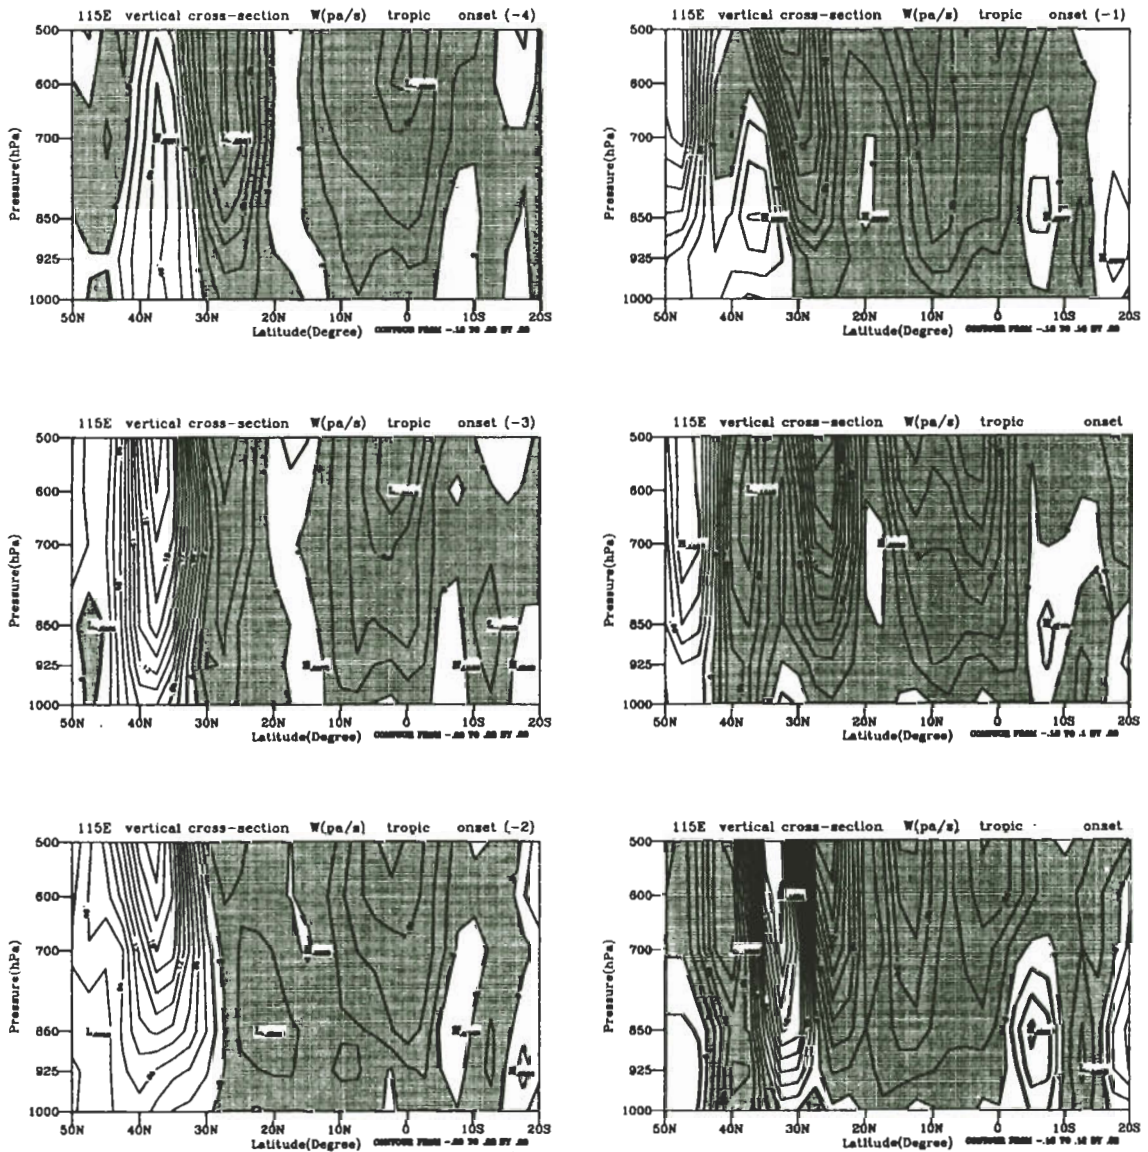 115E vertical cross-section W(pa/s) tropic onset (-4)
500
600
700
850
925
1000
Pressure(hPa)
50N 40N 30N 20N 10N 0 10S 20S
Latitude(Degree)
115E vertical cross-section W(pa/s) tropic onset (-1)
500
600
700
850
925
1000
Pressure(hPa)
50N 40N 30N 20N 10N 0 10S 20S
Latitude(Degree)
115E vertical cross-section W(pa/s) tropic onset (-3)
500
600
700
850
925
1000
Pressure(hPa)
50N 40N 30N 20N 10N 0 10S 20S
Latitude(Degree)
115E vertical cross-section W(pa/s) tropic onset
500
600
700
850
925
1000
Pressure(hPa)
50N 40N 30N 20N 10N 0 10S 20S
Latitude(Degree)
115E vertical cross-section W(pa/s) tropic onset (-2)
500
600
700
850
925
1000
Pressure(hPa)
50N 40N 30N 20N 10N 0 10S 20S
Latitude(Degree)
115E vertical cross-section W(pa/s) tropic onset
500
600
700
850
925
1000
Pressure(hPa)
50N 40N 30N 20N 10N 0 10S 20S
Latitude(Degree)